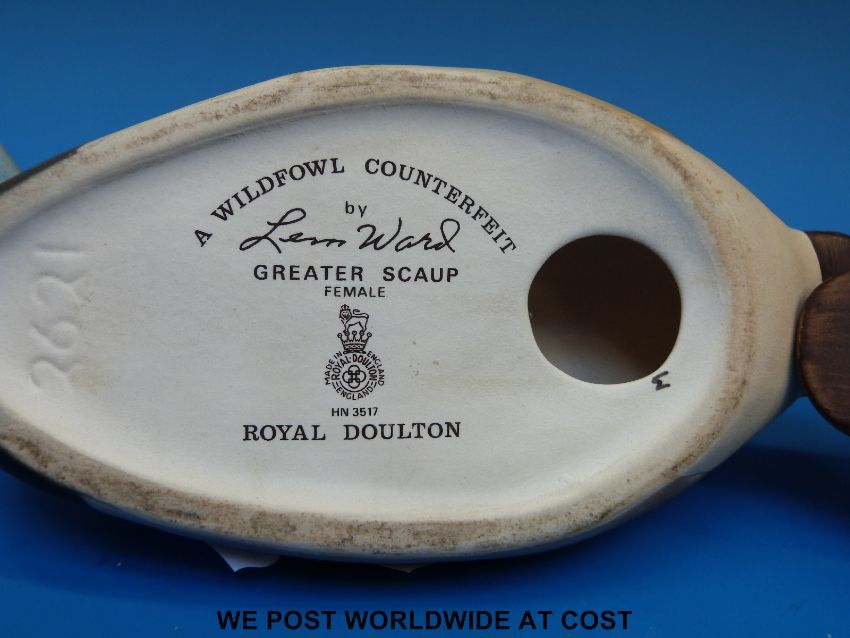 A WILDFOWL COUNTERFEIT
by
Lem Ward
GREATER SCAUP
FEMALE
MADE IN ENGLAND
ROYAL·DOULTON
ENGLAND
HN 3517
ROYAL DOULTON
3621
WE POST WORLDWIDE AT COST